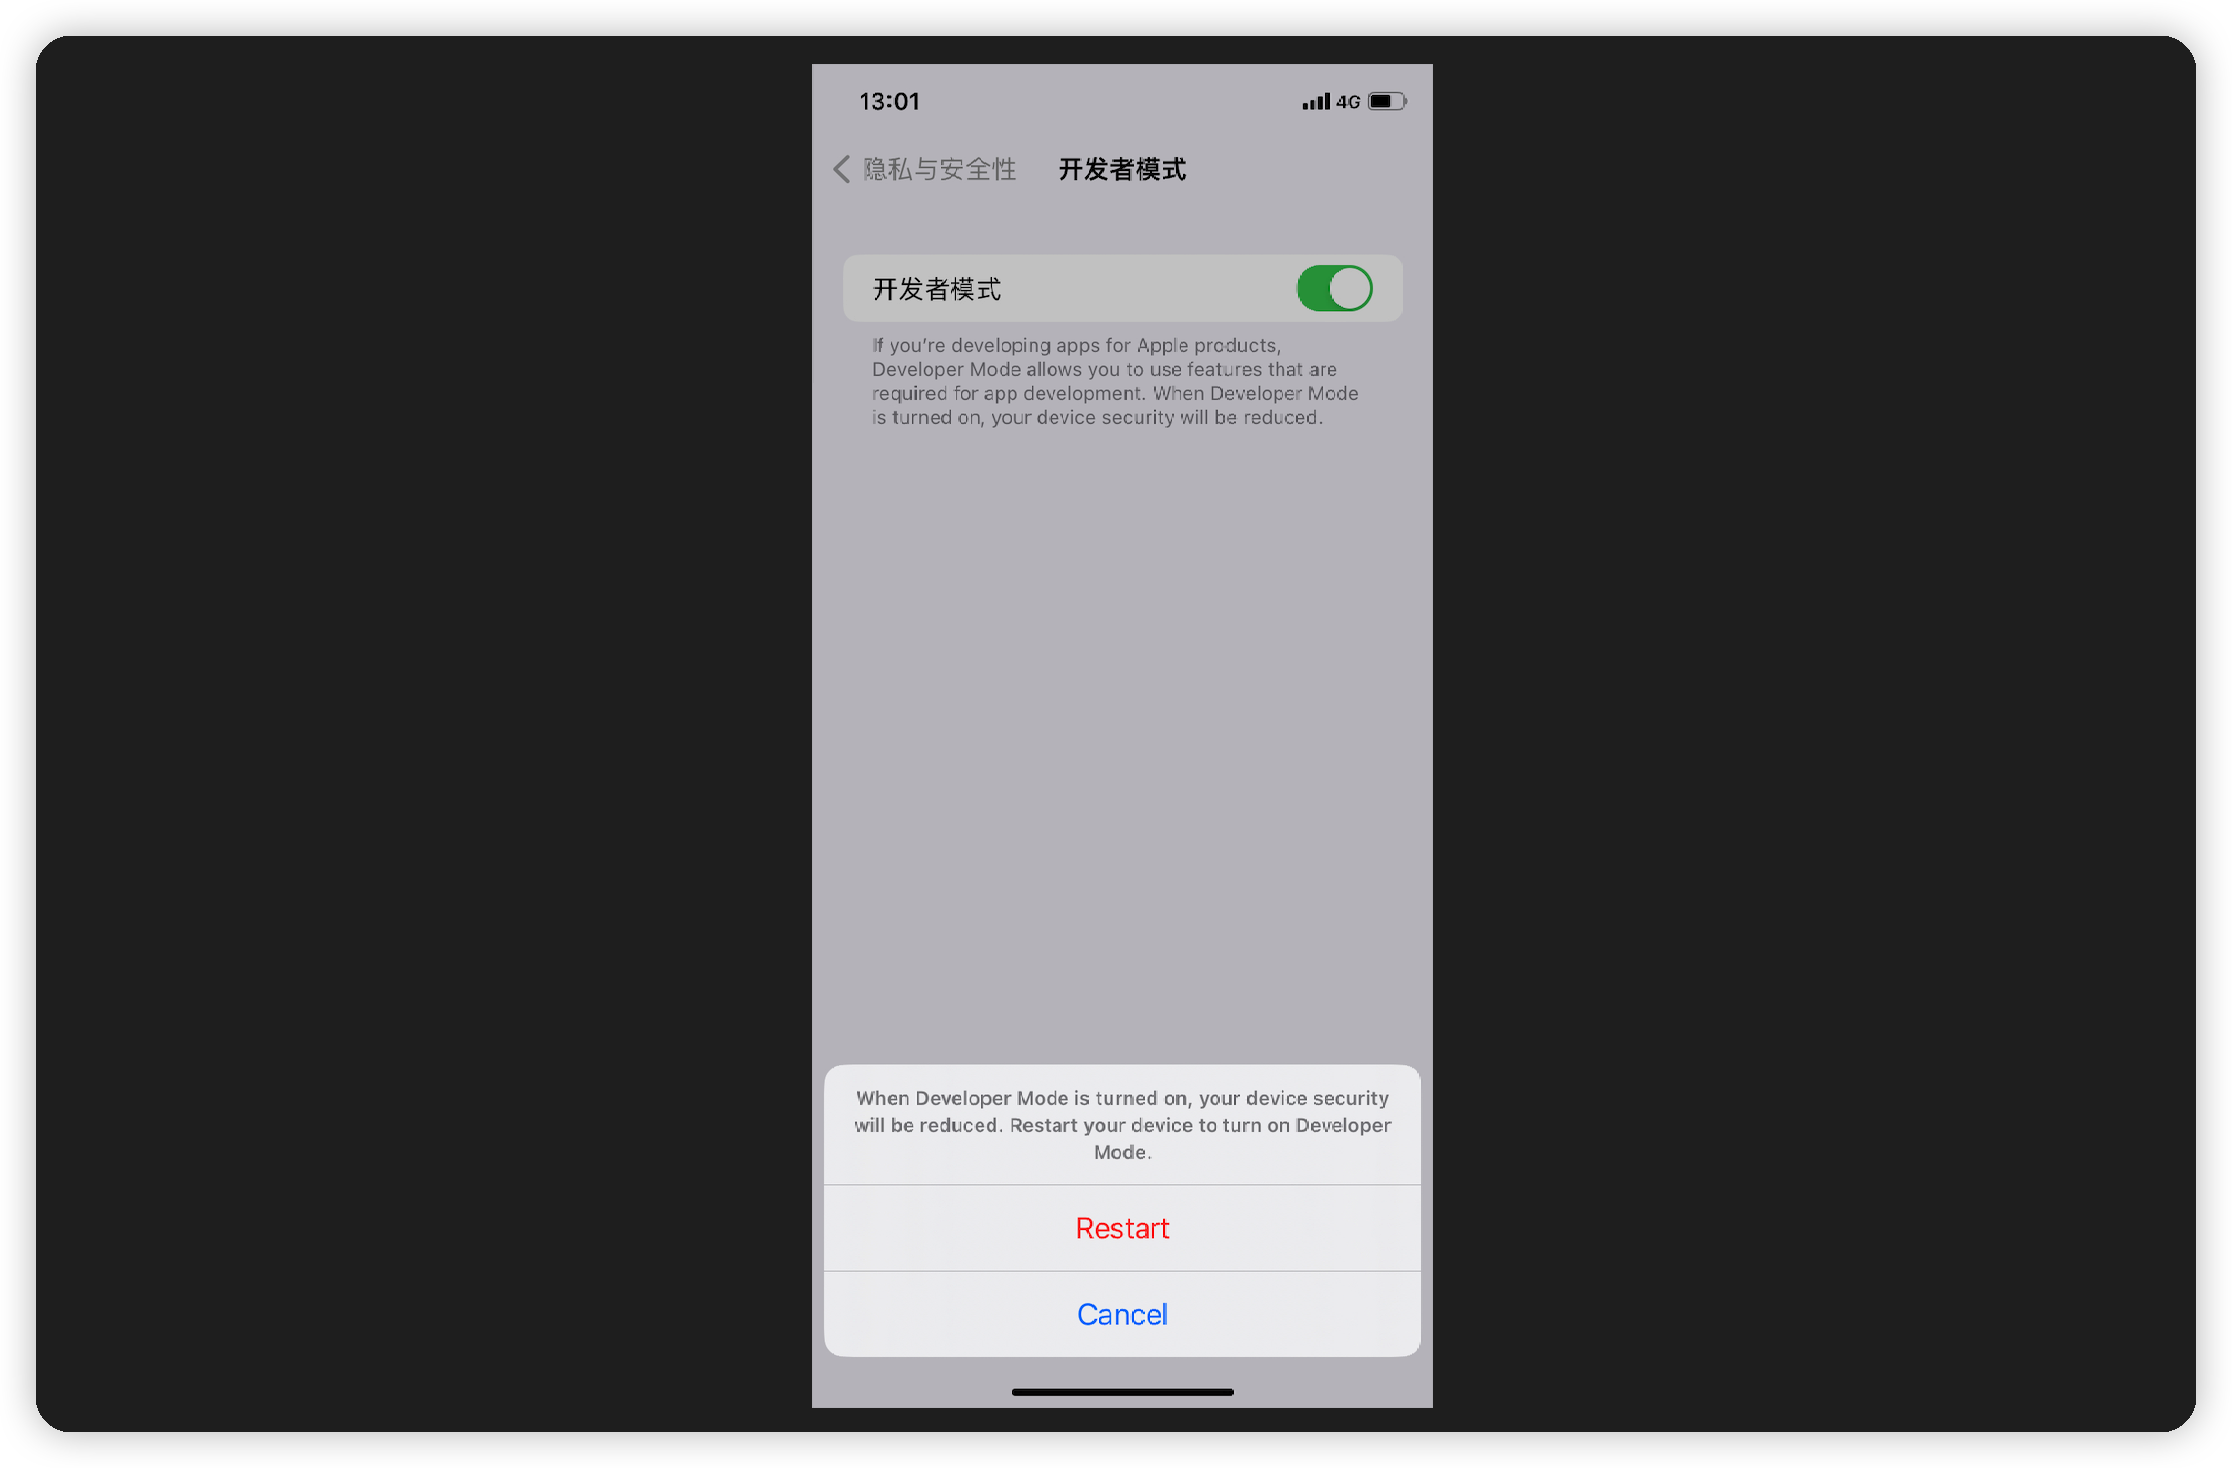 13:01
4G
隐私与安全性
开发者模式
开发者模式
If you’re developing apps for Apple products,
Developer Mode allows you to use features that are
required for app development. When Developer Mode
is turned on, your device security will be reduced.
When Developer Mode is turned on, your device security
will be reduced. Restart your device to turn on Developer
Mode.
Restart
Cancel